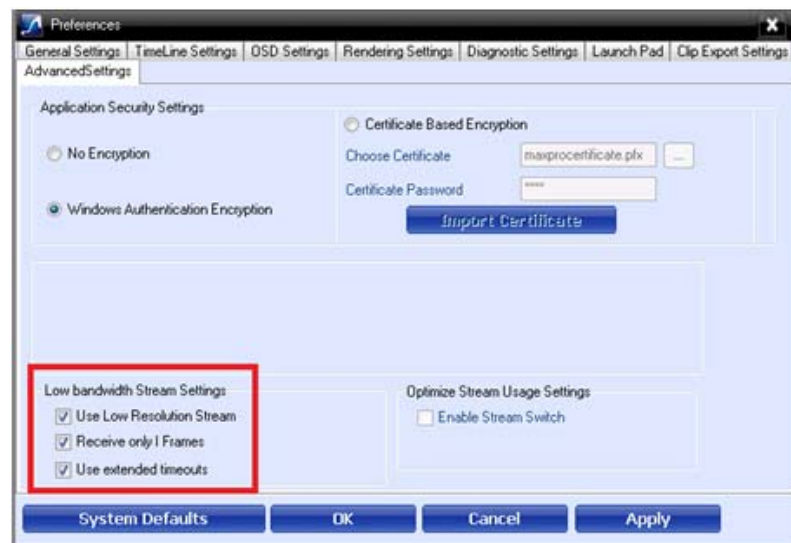 Preferences
General Settings TimeLine Settings OSD Settings Rendering Settings Diagnostic Settings Launch Pad Clip Export Settings
AdvancedSettings
Application Security Settings
No Encryption
Windows Authentication Encryption
Certificate Based Encryption
Choose Certificate maxprocertificate.pfx ...
Certificate Password ****
Import Certificate
Low bandwidth Stream Settings
Use Low Resolution Stream
Receive only I Frames
Use extended timeouts
Optimize Stream Usage Settings
Enable Stream Switch
System Defaults OK Cancel Apply